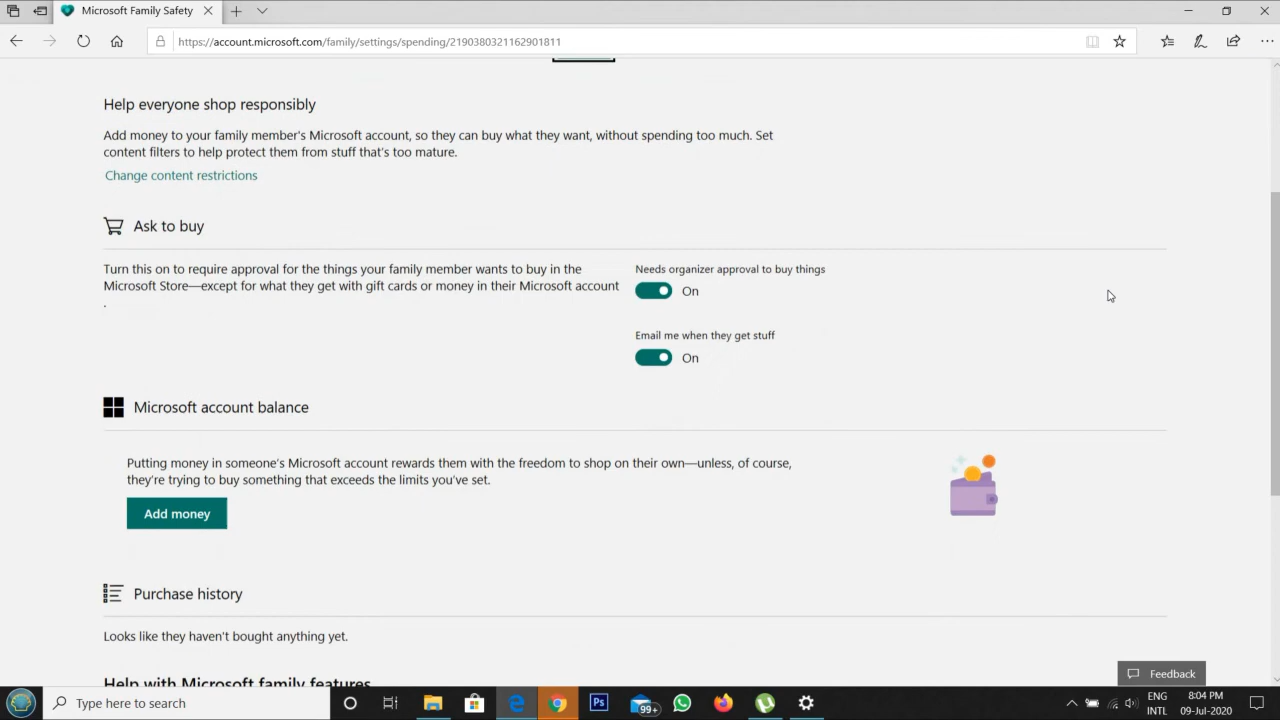 Microsoft Family Safety
https://account.microsoft.com/family/settings/spending/2190380321162901811
Help everyone shop responsibly
Add money to your family member's Microsoft account, so they can buy what they want, without spending too much. Set
content filters to help protect them from stuff that's too mature.
Change content restrictions
Ask to buy
Turn this on to require approval for the things your family member wants to buy in the
Microsoft Store—except for what they get with gift cards or money in their Microsoft account
.
Needs organizer approval to buy things
On
Email me when they get stuff
On
Microsoft account balance
Putting money in someone's Microsoft account rewards them with the freedom to shop on their own—unless, of course,
they're trying to buy something that exceeds the limits you've set.
Add money
Purchase history
Looks like they haven't bought anything yet.
Help with Microsoft family features
Feedback
Type here to search
Ps
99+
ENG
INTL
8:04 PM
09-Jul-2020